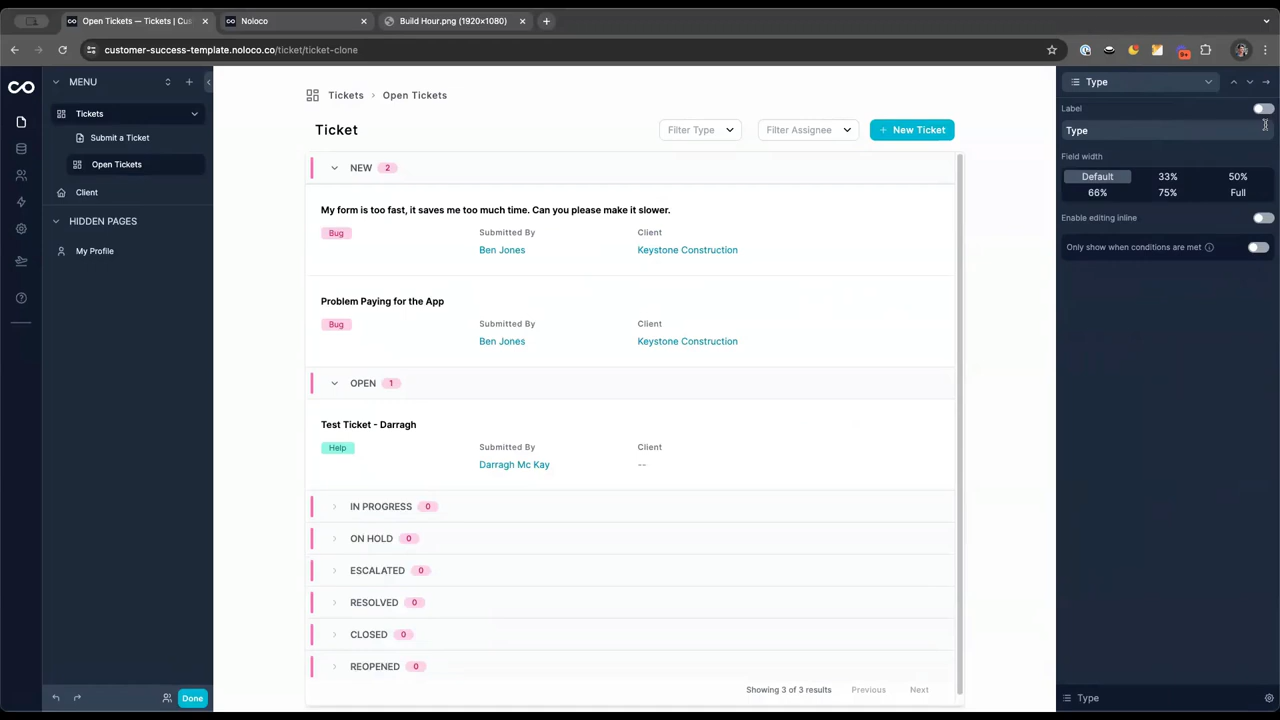 Open Tickets — Tickets | Cus
Noloco
Build Hour.png (1920×1080)
customer-success-template.noloco.co/ticket/ticket-clone
MENU
Tickets
Submit a Ticket
Open Tickets
Client
HIDDEN PAGES
My Profile
Done
Tickets > Open Tickets
Ticket
Filter Type
Filter Assignee
+ New Ticket
NEW 2
My form is too fast, it saves me too much time. Can you please make it slower.
Bug
Submitted By
Ben Jones
Client
Keystone Construction
Problem Paying for the App
Bug
Submitted By
Ben Jones
Client
Keystone Construction
OPEN 1
Test Ticket - Darragh
Help
Submitted By
Darragh Mc Kay
Client
--
IN PROGRESS 0
ON HOLD 0
ESCALATED 0
RESOLVED 0
CLOSED 0
REOPENED 0
Showing 3 of 3 results
Previous
Next
Type
Label
Type
Field width
Default 33% 50%
66% 75% Full
Enable editing inline
Only show when conditions are met
Type